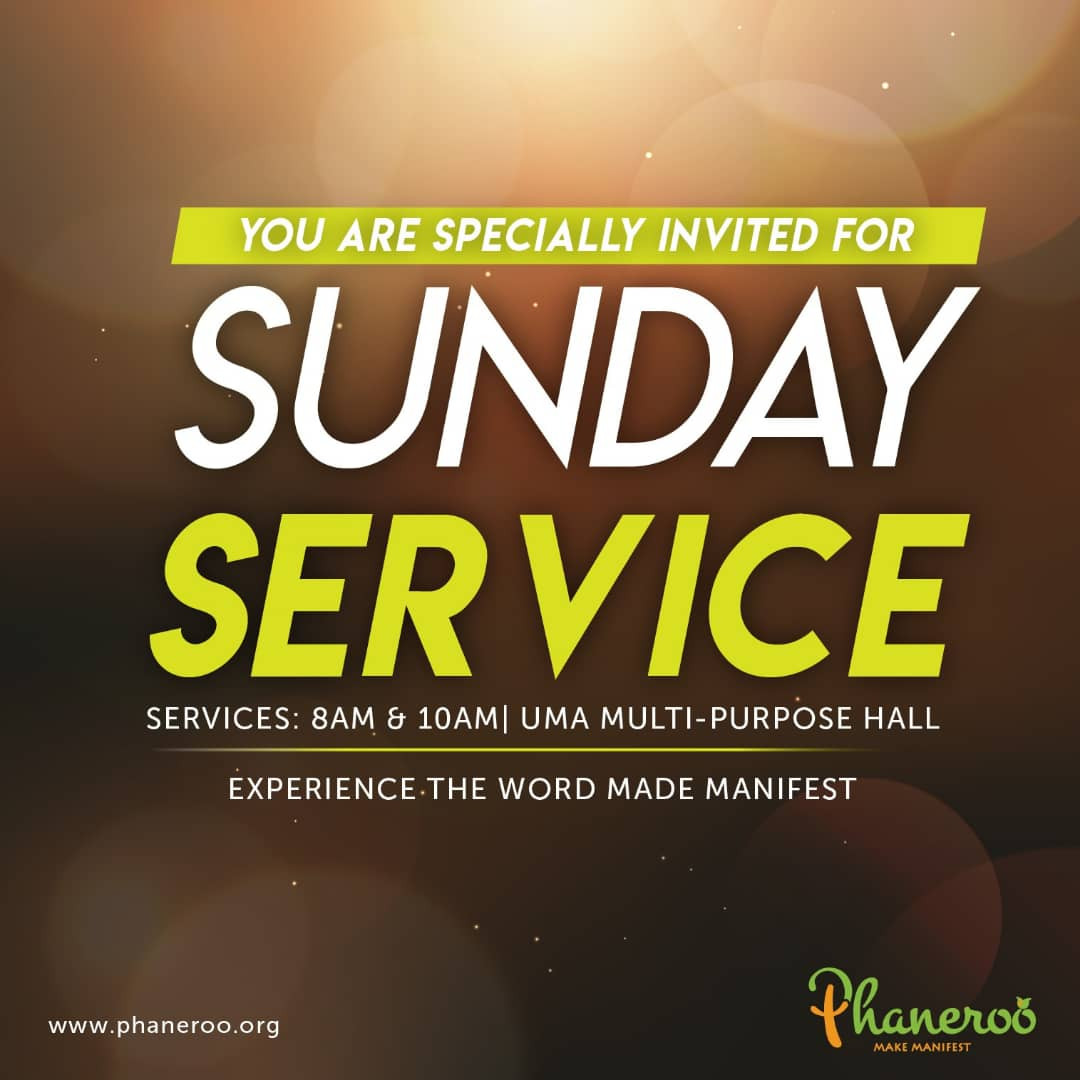 YOU ARE SPECIALLY INVITED FOR
SUNDAY
SERVICE
SERVICES: 8AM & 10AM| UMA MULTI-PURPOSE HALL
EXPERIENCE THE WORD MADE MANIFEST
www.phaneroo.org
Phaneroo
MAKE MANIFEST